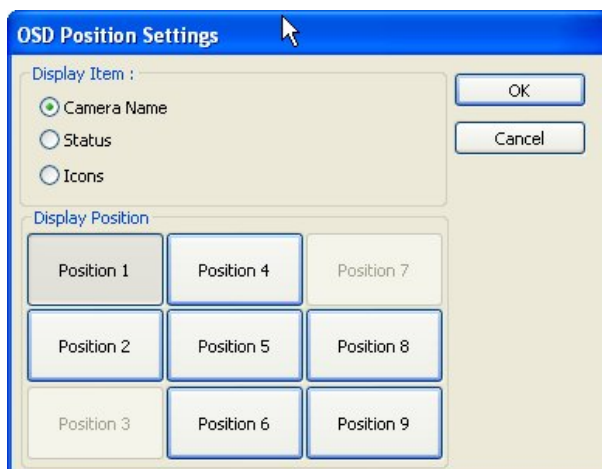 OSD Position Settings
Display Item :
Camera Name
Status
Icons
OK
Cancel
Display Position
Position 1
Position 4
Position 7
Position 2
Position 5
Position 8
Position 3
Position 6
Position 9